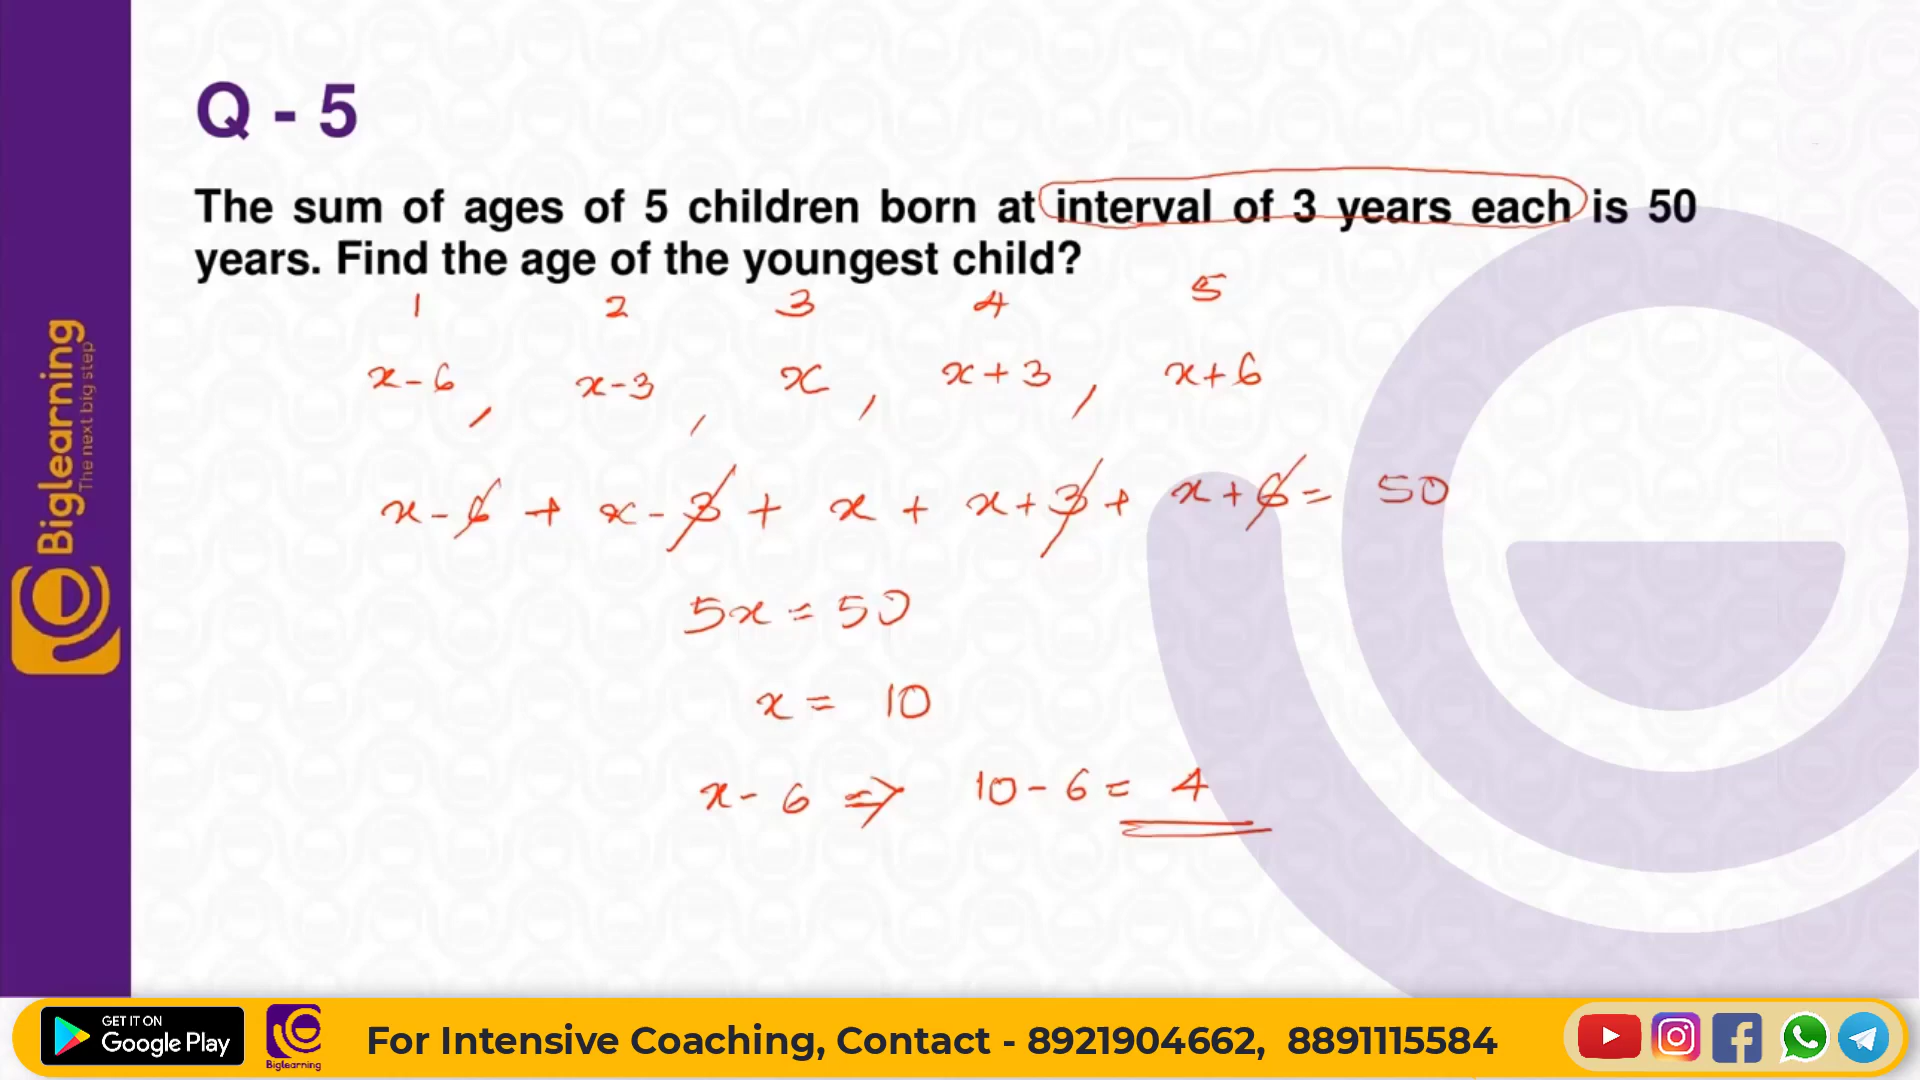 Q - 5
The sum of ages of 5 children born at interval of 3 years each is 50
years. Find the age of the youngest child?
1 2 3 4 5
x-6, x-3, x, x+3, x+6
x-6 + x-3 + x + x+3 + x+6 = 50
5x = 50
x = 10
x-6 ⇒ 10-6 = 4
Biglearning
The next big step
GET IT ON
Google Play
Biglearning
For Intensive Coaching, Contact - 8921904662, 8891115584